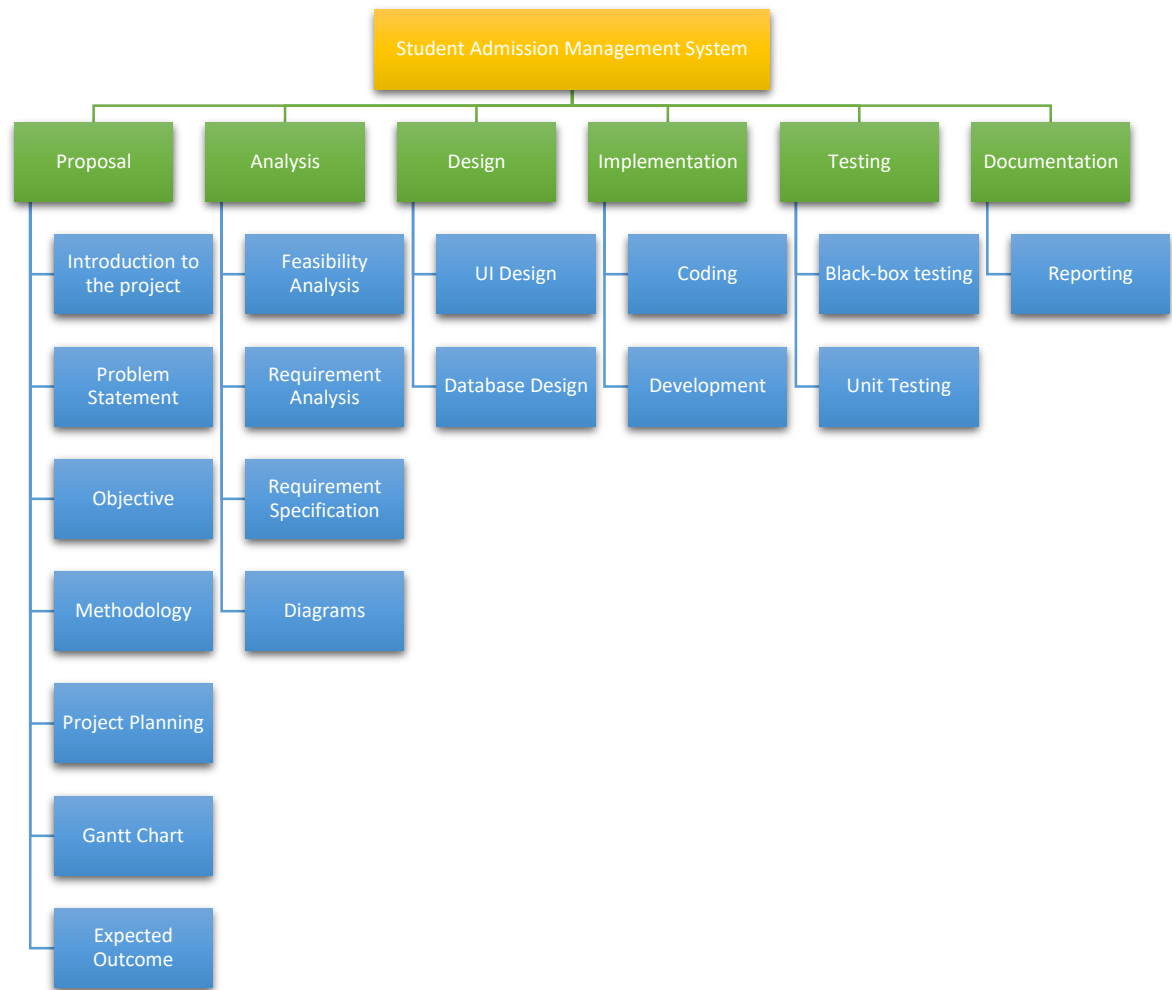 Student Admission Management System
Proposal
Analysis
Design
Implementation
Testing
Documentation
Introduction to
the project
Problem
Statement
Objective
Methodology
Project Planning
Gantt Chart
Expected
Outcome
Feasibility
Analysis
Requirement
Analysis
Requirement
Specification
Diagrams
UI Design
Database Design
Coding
Development
Black-box testing
Unit Testing
Reporting